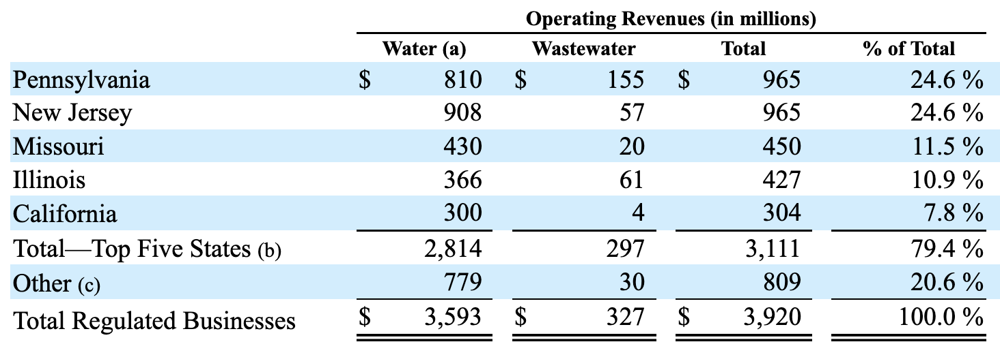 Operating Revenues (in millions)
Water (a) Wastewater Total % of Total
Pennsylvania $ 810 $ 155 $ 965 24.6 %
New Jersey 908 57 965 24.6 %
Missouri 430 20 450 11.5 %
Illinois 366 61 427 10.9 %
California 300 4 304 7.8 %
Total—Top Five States (b) 2,814 297 3,111 79.4 %
Other (c) 779 30 809 20.6 %
Total Regulated Businesses $ 3,593 $ 327 $ 3,920 100.0 %